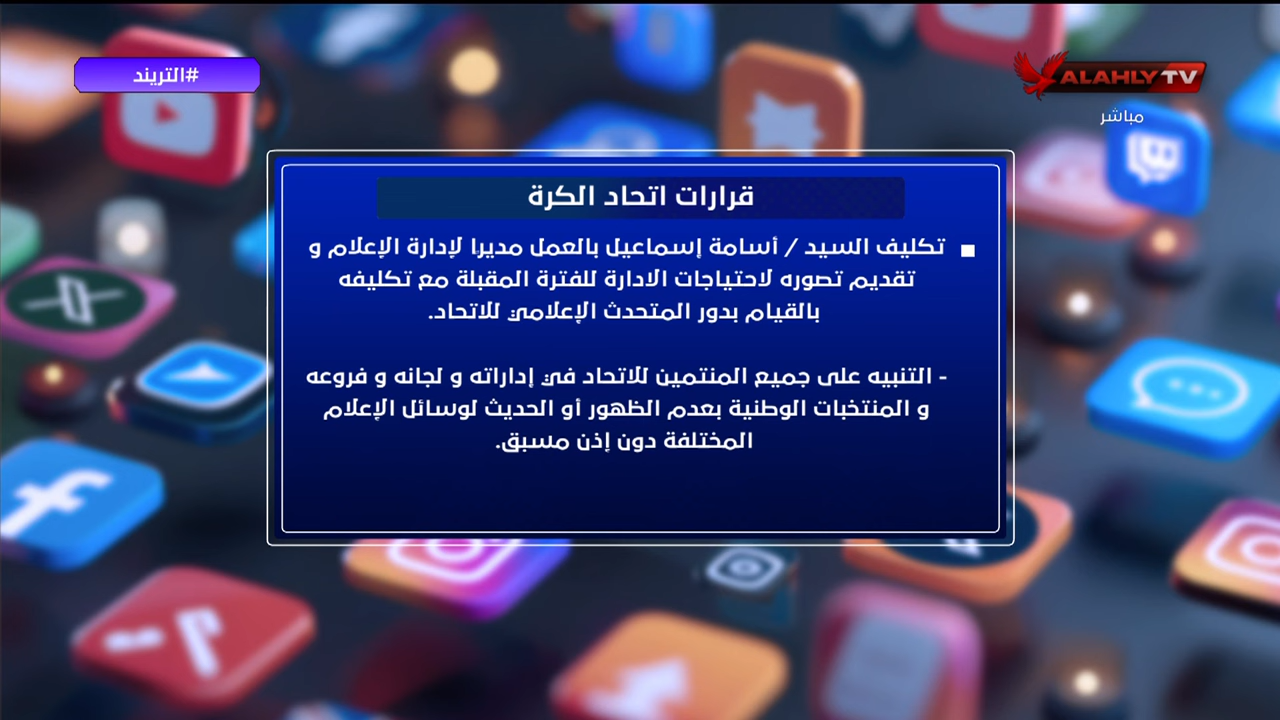 #التريند
ALAHLY TV
مباشر
قرارات اتحاد الكرة
■ تكليف السيد / أسامة إسماعيل بالعمل مديرا لإدارة الإعلام و
تقديم تصوره لاحتياجات الادارة للفترة المقبلة مع تكليفه
بالقيام بدور المتحدث الإعلامي للاتحاد.
- التنبيه على جميع المنتمين للاتحاد في إداراته و لجانه و فروعه
و المنتخبات الوطنية بعدم الظهور أو الحديث لوسائل الإعلام
المختلفة دون إذن مسبق.